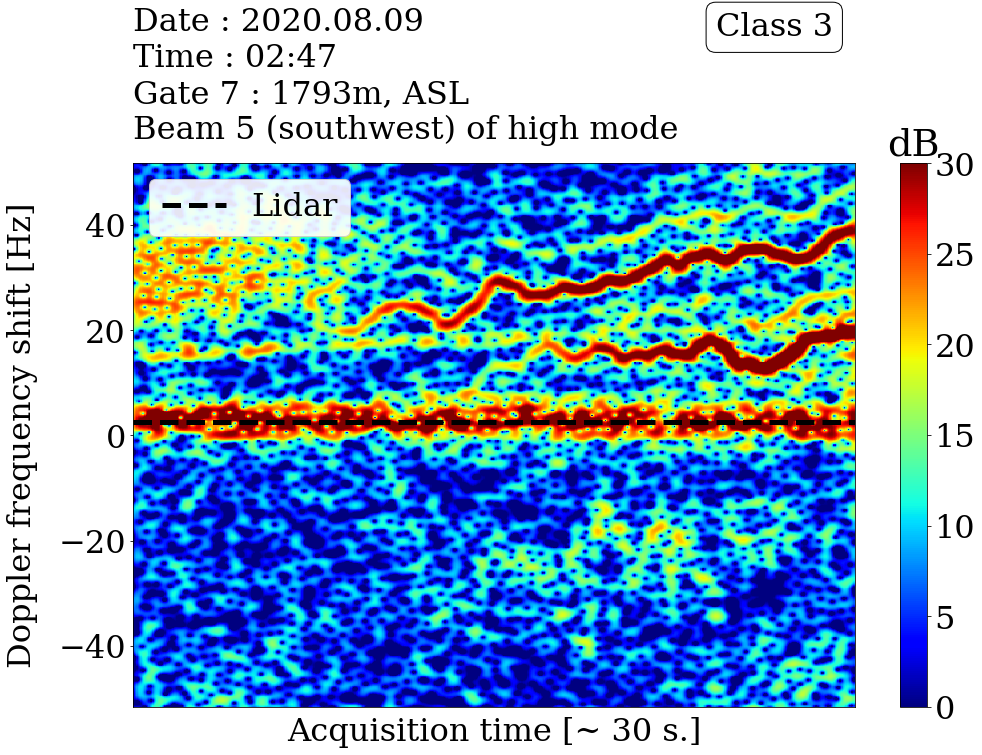 Date : 2020.08.09
Time : 02:47
Gate 7 : 1793m, ASL
Beam 5 (southwest) of high mode
Class 3
dB
Lidar
Doppler frequency shift [Hz]
40
20
0
−20
−40
30
25
20
15
10
5
0
Acquisition time [~ 30 s.]